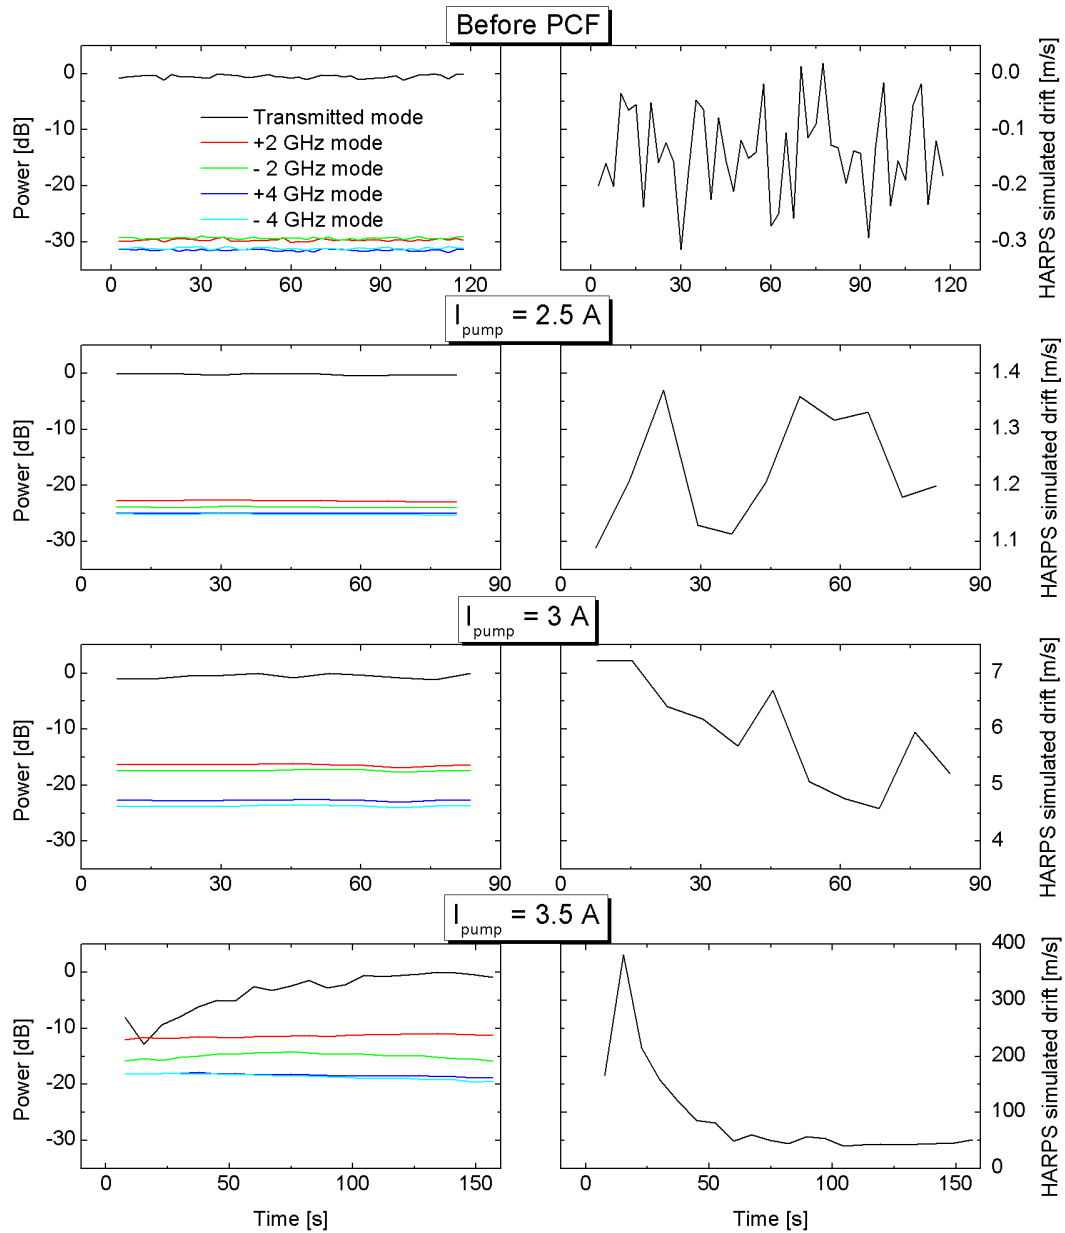 Before PCF
Power [dB]
0
-10
-20
-30
Transmitted mode
+2 GHz mode
- 2 GHz mode
+4 GHz mode
- 4 GHz mode
0 30 60 90 120
0.0
-0.1
-0.2
-0.3
HARPS simulated drift [m/s]
0 30 60 90 120
I pump = 2.5 A
Power [dB]
0
-10
-20
-30
0 30 60 90
1.4
1.3
1.2
1.1
HARPS simulated drift [m/s]
0 30 60 90
I pump = 3 A
Power [dB]
0
-10
-20
-30
0 30 60 90
7
6
5
4
HARPS simulated drift [m/s]
0 30 60 90
I pump = 3.5 A
Power [dB]
0
-10
-20
-30
0 50 100 150
Time [s]
400
300
200
100
0
HARPS simulated drift [m/s]
0 50 100 150
Time [s]